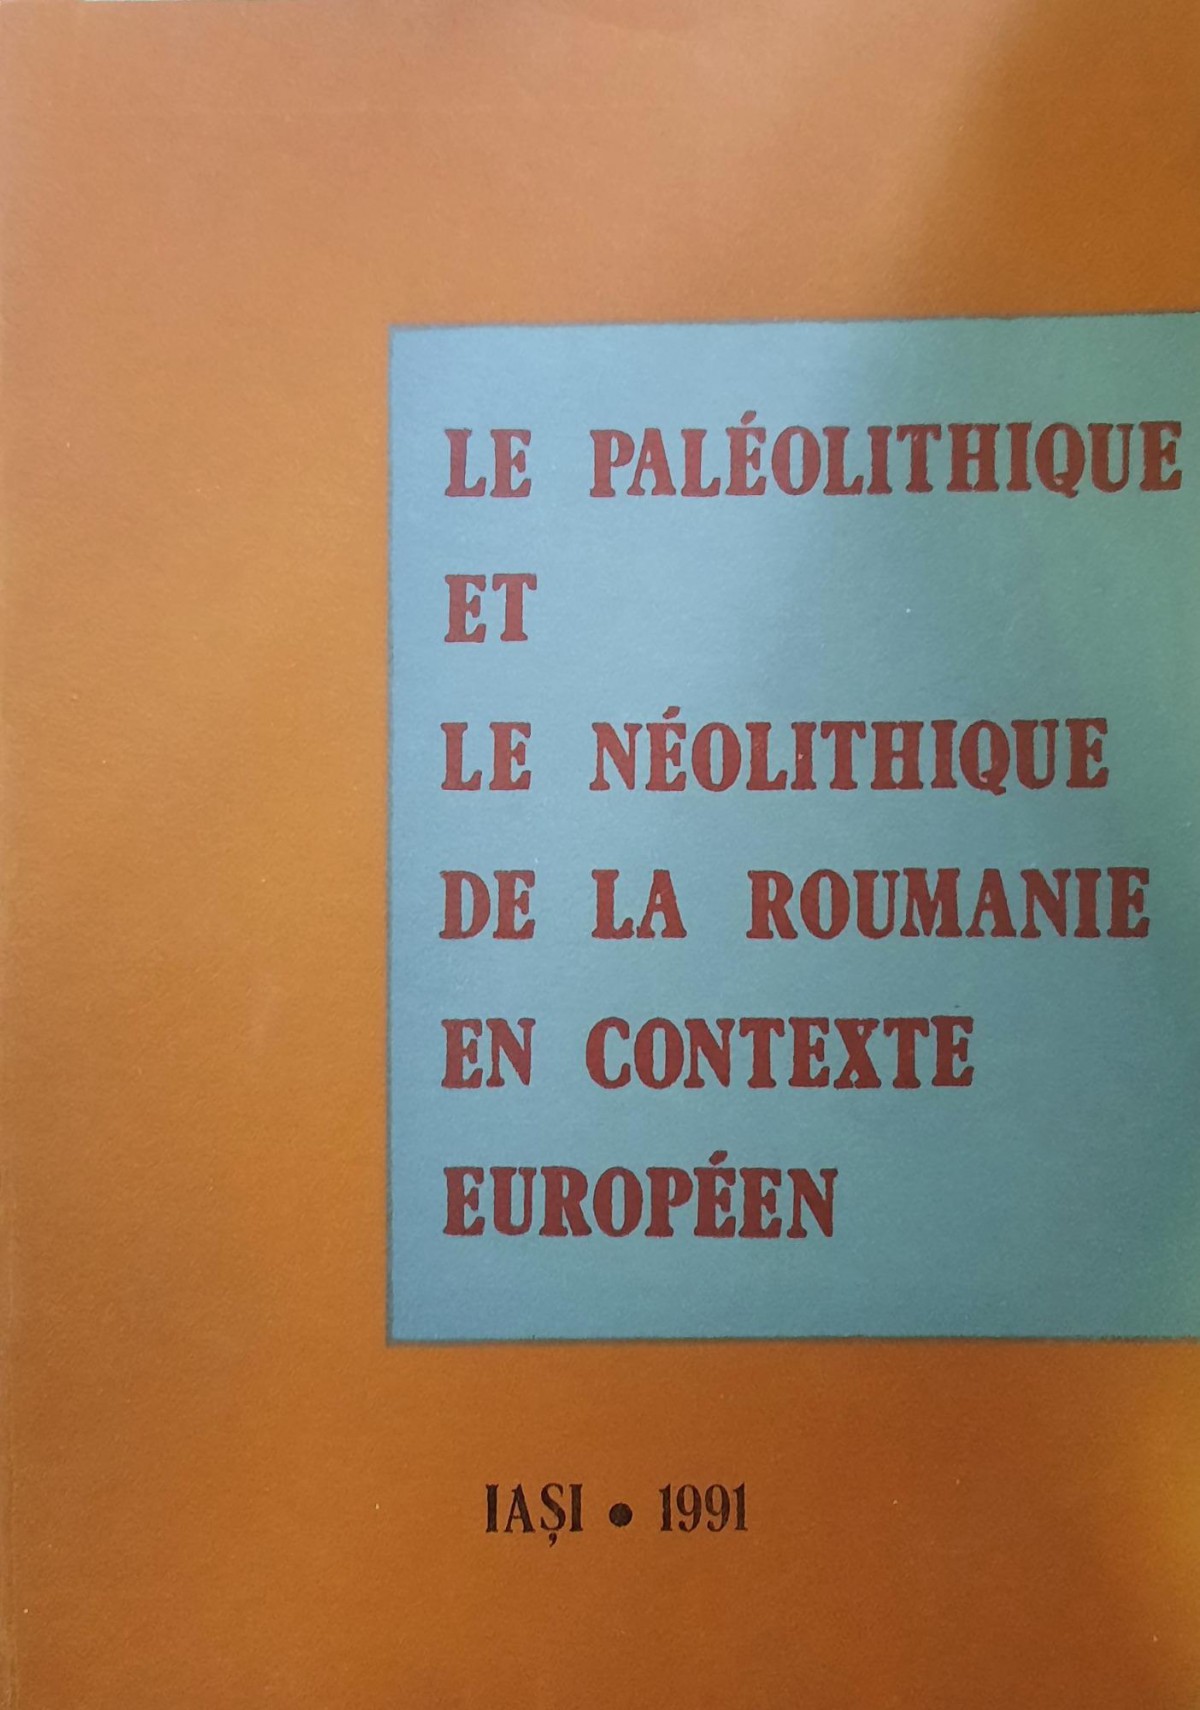 LE PALÉOLITHIQUE
ET
LE NÉOLITHIQUE
DE LA ROUMANIE
EN CONTEXTE
EUROPÉEN
IAȘI • 1991